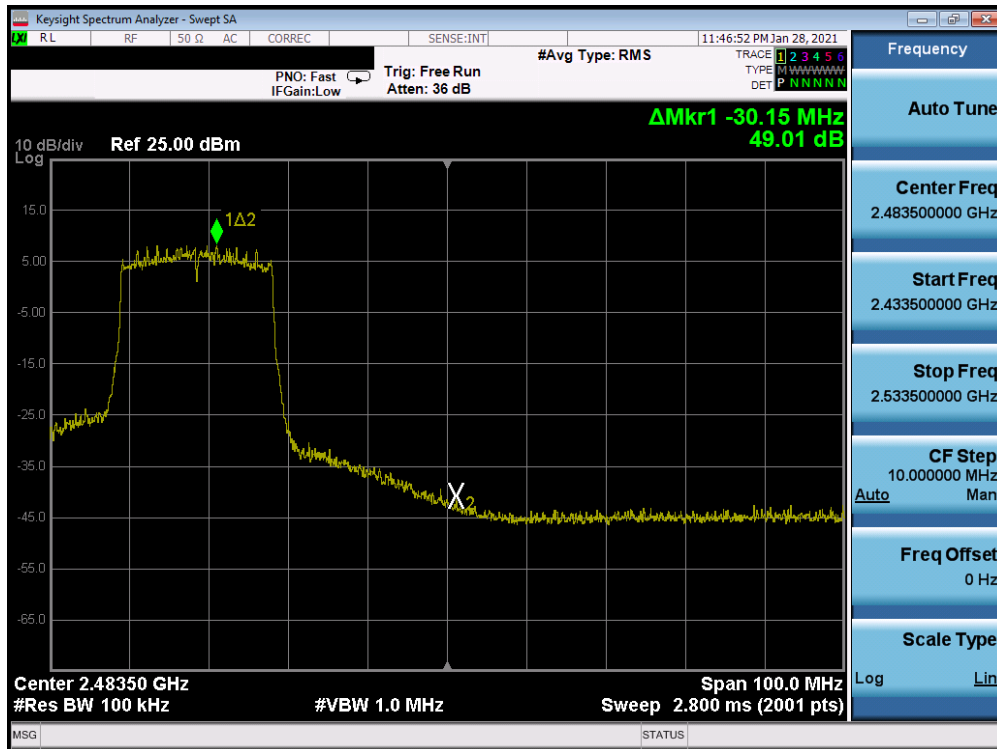 Keysight Spectrum Analyzer - Swept SA
LXI RL RF 50 Ω AC CORREC SENSE:INT 11:46:52 PM Jan 28, 2021
#Avg Type: RMS TRACE 1 2 3 4 5 6
PNO: Fast Trig: Free Run TYPE M W W W W W
IFGain:Low Atten: 36 dB DET P N N N N N
ΔMkr1 -30.15 MHz
49.01 dB
10 dB/div Ref 25.00 dBm
Log
15.0
1Δ2
5.00
-5.00
-15.0
-25.0
-35.0
X2
-45.0
-55.0
-65.0
Center 2.48350 GHz Span 100.0 MHz
#Res BW 100 kHz #VBW 1.0 MHz Sweep 2.800 ms (2001 pts)
MSG STATUS
Frequency
Auto Tune
Center Freq
2.483500000 GHz
Start Freq
2.433500000 GHz
Stop Freq
2.533500000 GHz
CF Step
10.000000 MHz
Auto Man
Freq Offset
0 Hz
Scale Type
Log Lin